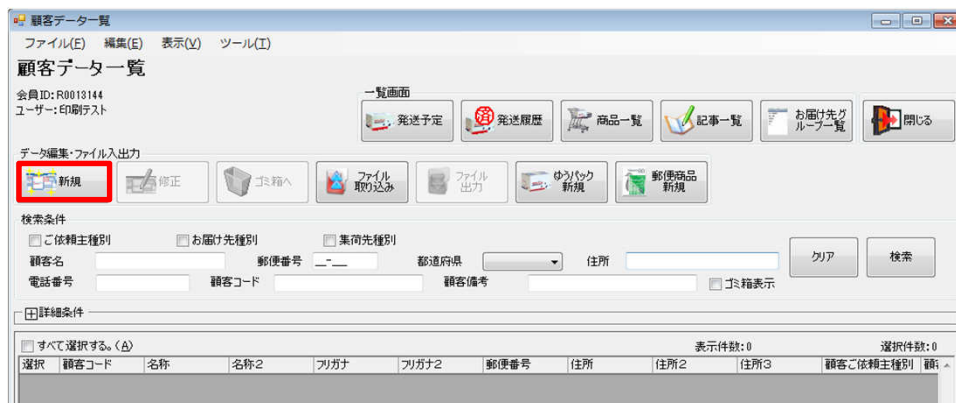 顧客データ一覧
ファイル(F) 編集(E) 表示(V) ツール(T)
顧客データ一覧
会員ID:R0013144
ユーザー:印刷テスト
一覧画面
発送予定 発送履歴 商品一覧 記事一覧 お届け先グループ一覧 閉じる
データ編集・ファイル入出力
新規 修正 ゴミ箱へ ファイル取り込み ファイル出力 ゆうパック新規 郵便商品新規
検索条件
ご依頼主種別 お届け先種別 集荷先種別
顧客名 郵便番号 __-__ 都道府県 住所 クリア 検索
電話番号 顧客コード 顧客備考 ゴミ箱表示
詳細条件
すべて選択する。(A) 表示件数:0 選択件数:0
選択 顧客コード 名称 名称2 フリガナ フリガナ2 郵便番号 住所 住所2 住所3 顧客ご依頼主種別